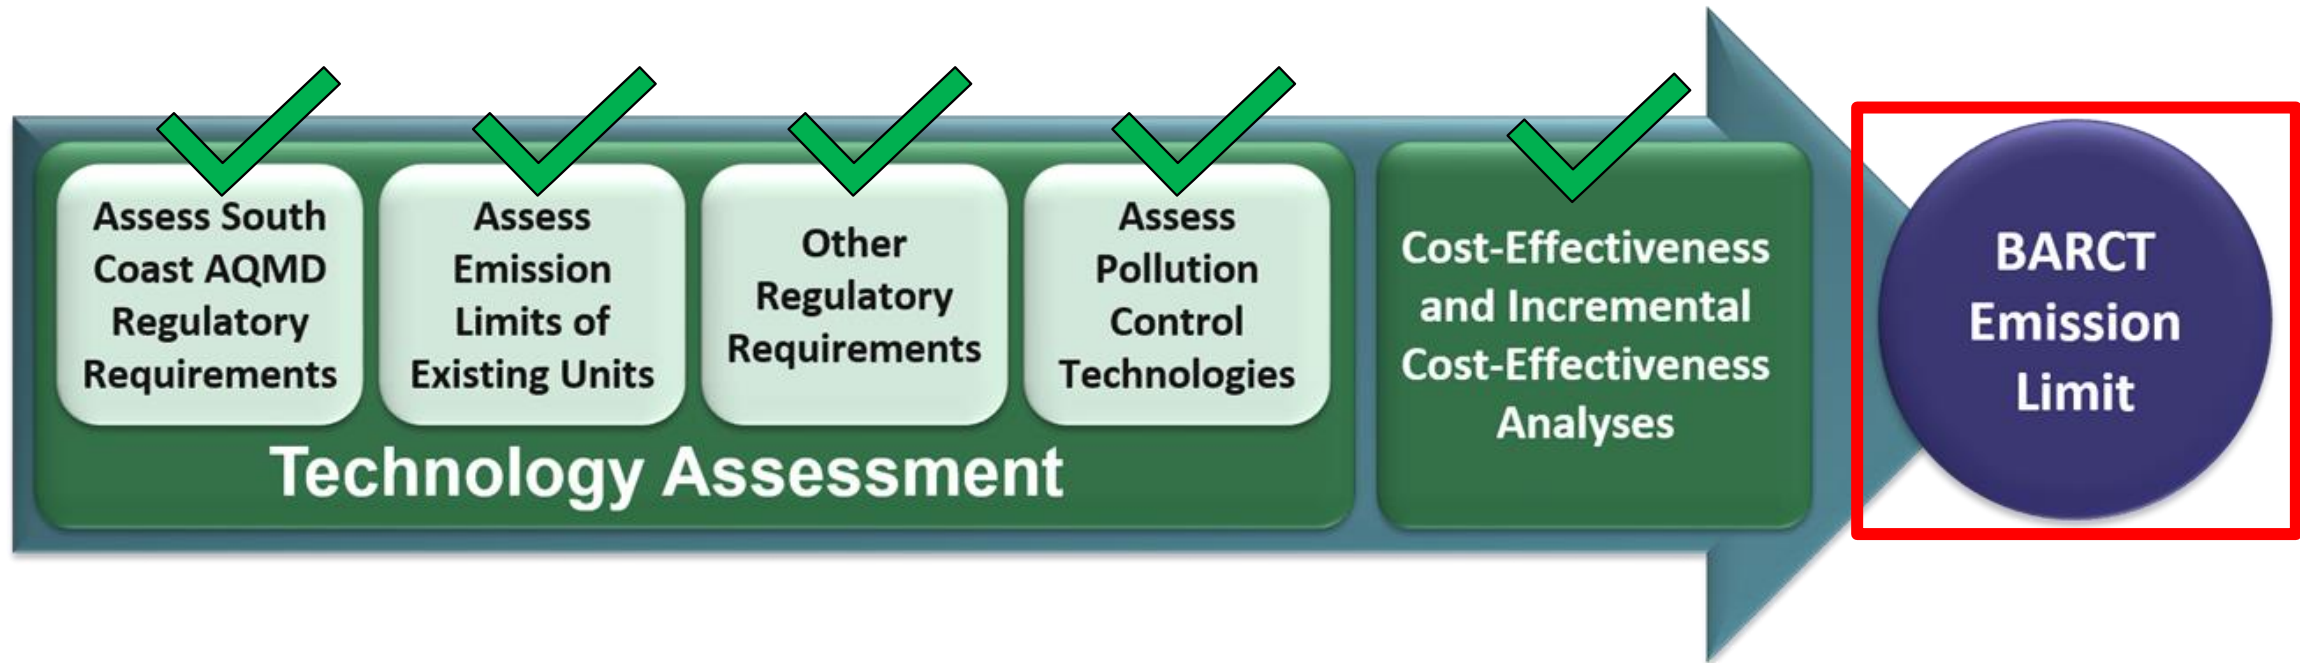 Assess South
Coast AQMD
Regulatory
Requirements
Assess
Emission
Limits of
Existing Units
Other
Regulatory
Requirements
Assess
Pollution
Control
Technologies
Technology Assessment
Cost-Effectiveness
and Incremental
Cost-Effectiveness
Analyses
BARCT
Emission
Limit